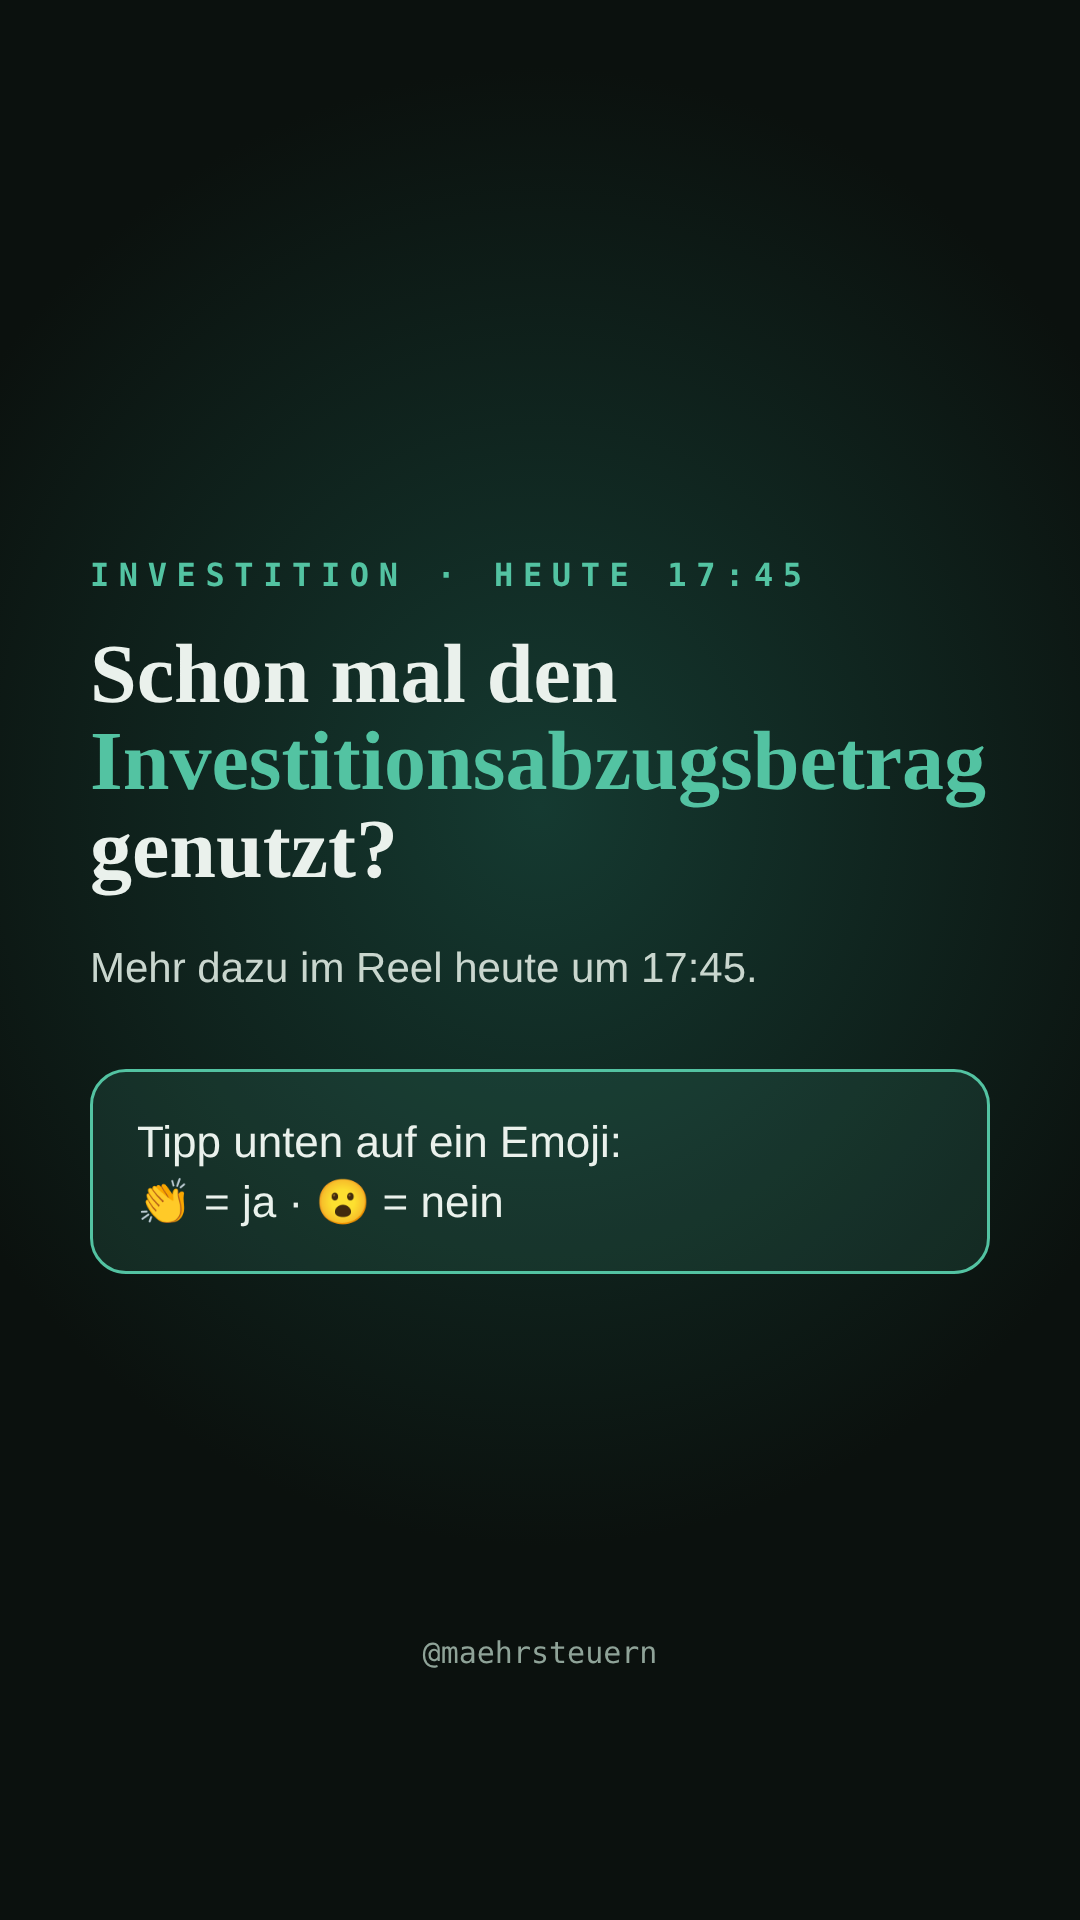 INVESTITION · HEUTE 17:45
Schon mal den
Investitionsabzugsbetrag
genutzt?
Mehr dazu im Reel heute um 17:45.
Tipp unten auf ein Emoji:
👏 = ja · 😮 = nein
@maehrsteuern